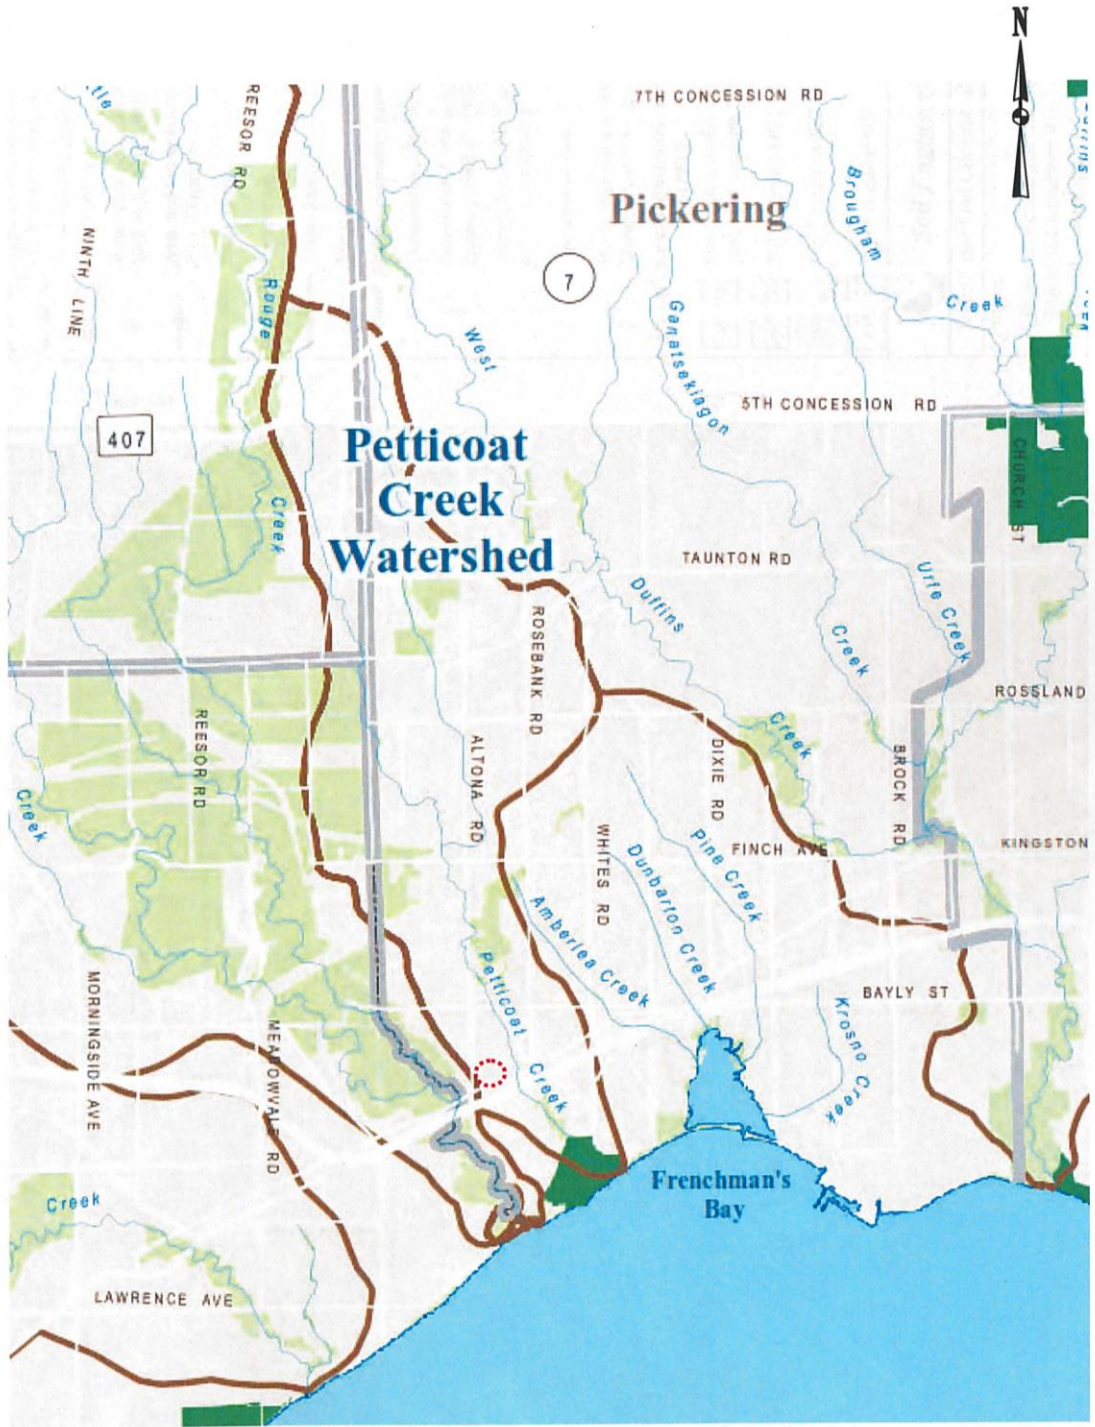 N
ttle
REESOR RD
7TH CONCESSION RD
Pickering
Brougham
Creek
NINTH LINE
Rouge
Creek
7
West
Ganatsekiagon
Creek
5TH CONCESSION RD
407
Petticoat
Creek
Watershed
CHURCH ST
TAUNTON RD
Duffins
Creek
Urfe Creek
ROSEBANK RD
ROSSLAND
REESOR RD
ALTONA RD
DIXIE RD
BROCK RD
Creek
WHITES RD
Pine Creek
FINCH AVE
KINGSTON
Dunbarton Creek
Amberlea Creek
Petticoat
Creek
MORNINGSIDE AVE
MEADOWVALE RD
BAYLY ST
Krosno Creek
Frenchman's
Bay
Creek
LAWRENCE AVE